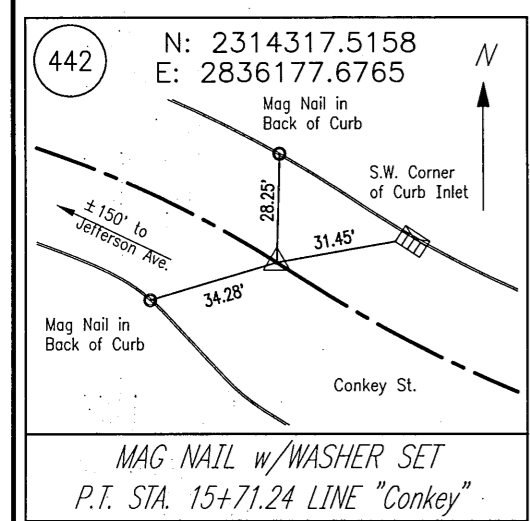 442
N: 2314317.5158
E: 2836177.6765
N
Mag Nail in
Back of Curb
S.W. Corner
of Curb Inlet
±150' to
Jefferson Ave.
28.25'
31.45'
34.28'
Mag Nail in
Back of Curb
Conkey St.
MAG NAIL w/WASHER SET
P.T. STA. 15+71.24 LINE "Conkey"